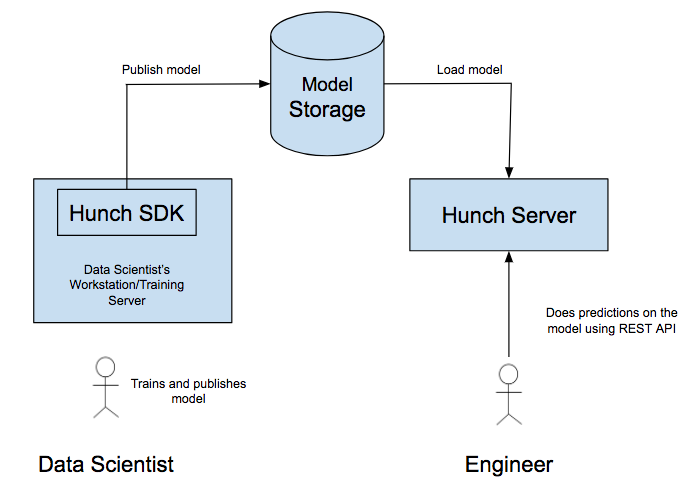 Publish model
Load model
Model
Storage
Hunch SDK
Data Scientist's
Workstation/Training
Server
Hunch Server
Does predictions on the
model using REST API
Trains and publishes
model
Data Scientist
Engineer